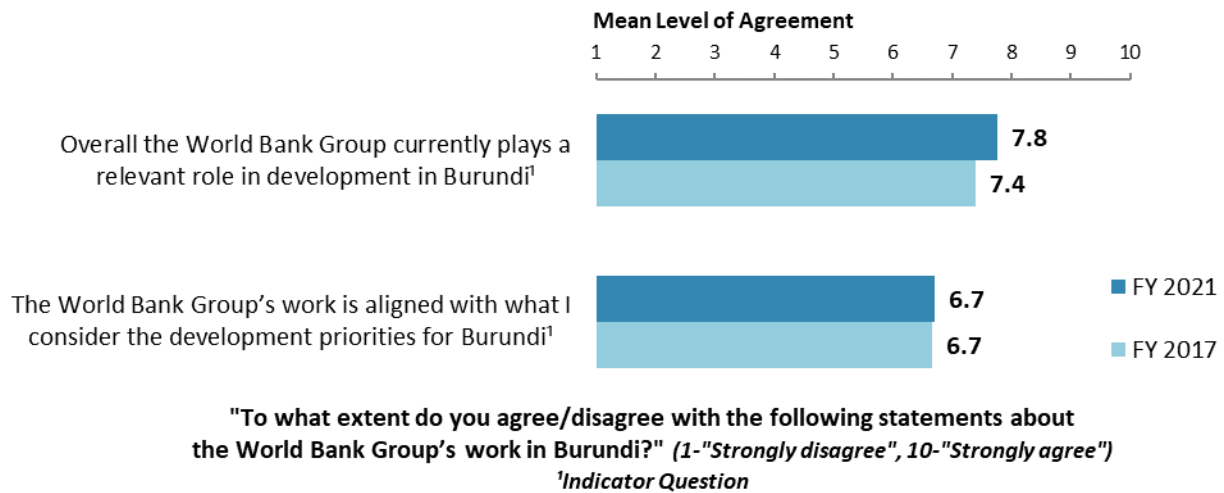 Mean Level of Agreement
1 2 3 4 5 6 7 8 9 10
Overall the World Bank Group currently plays a
relevant role in development in Burundi¹
7.8
7.4
The World Bank Group’s work is aligned with what I
consider the development priorities for Burundi¹
6.7
6.7
FY 2021
FY 2017
"To what extent do you agree/disagree with the following statements about
the World Bank Group’s work in Burundi?" (1-"Strongly disagree", 10-"Strongly agree")
¹Indicator Question